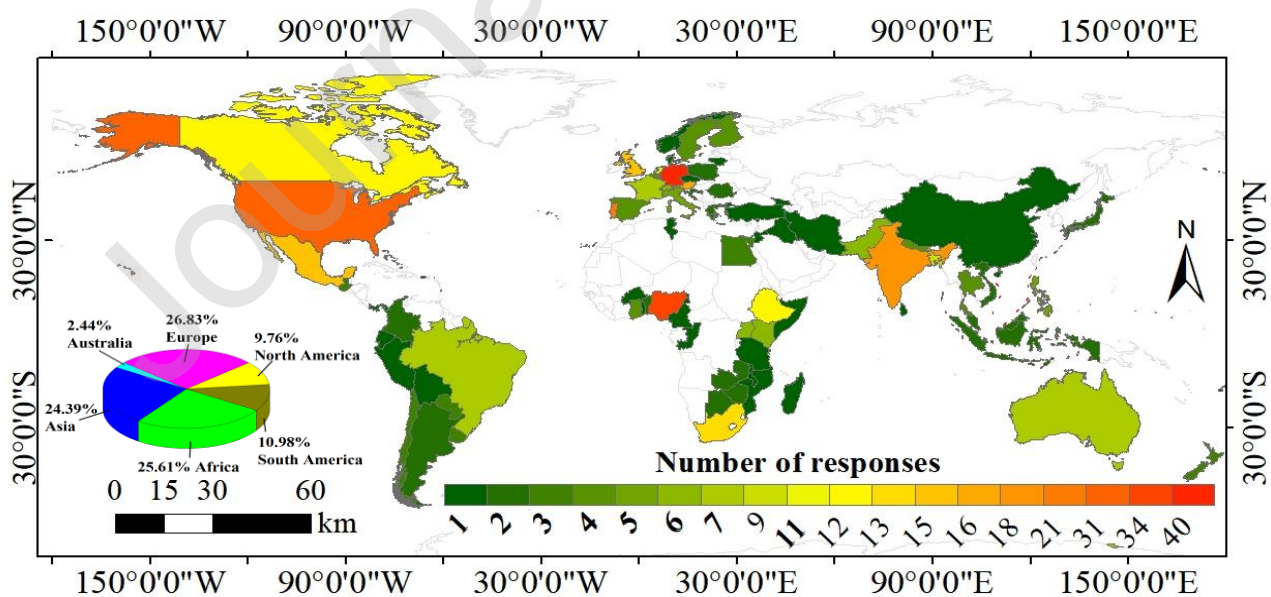 150°0'0"W 90°0'0"W 30°0'0"W 30°0'0"E 90°0'0"E 150°0'0"E
Journa
30°0'0"N
30°0'0"N
N
26.83%
Europe
2.44%
Australia
9.76%
North America
24.39%
Asia
10.98%
South America
25.61% Africa
30°0'0"S
30°0'0"S
Number of responses
0 15 30 60
km
1 2 3 4 5 6 7 9 11 12 13 15 16 18 21 31 34 40
150°0'0"W 90°0'0"W 30°0'0"W 30°0'0"E 90°0'0"E 150°0'0"E